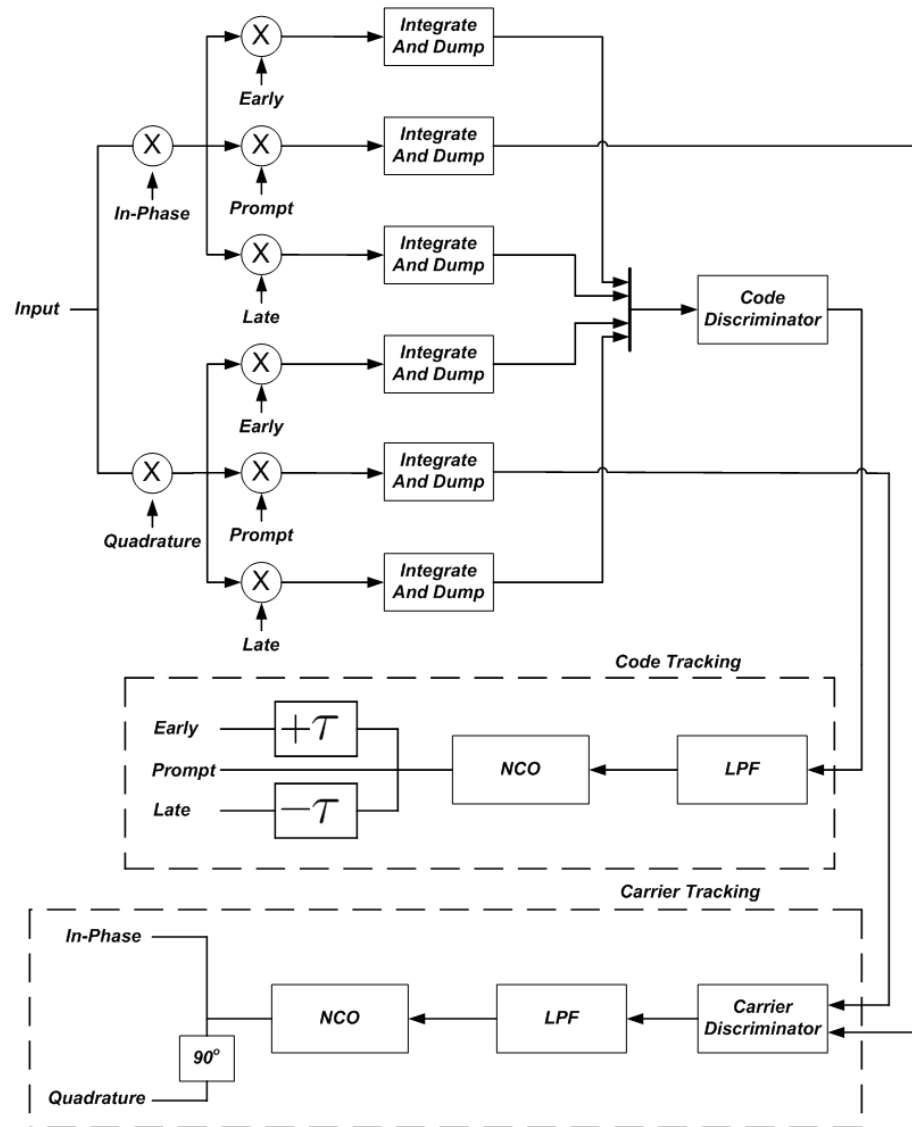 X
Integrate
And Dump
Early
X
X
Integrate
And Dump
In-Phase
Prompt
X
Integrate
And Dump
Late
Input
Code
Discriminator
X
Integrate
And Dump
Early
X
X
Integrate
And Dump
Quadrature
Prompt
X
Integrate
And Dump
Late
Code Tracking
Early
+τ
Prompt
NCO
LPF
Late
−τ
Carrier Tracking
In-Phase
NCO
LPF
Carrier
Discriminator
90°
Quadrature